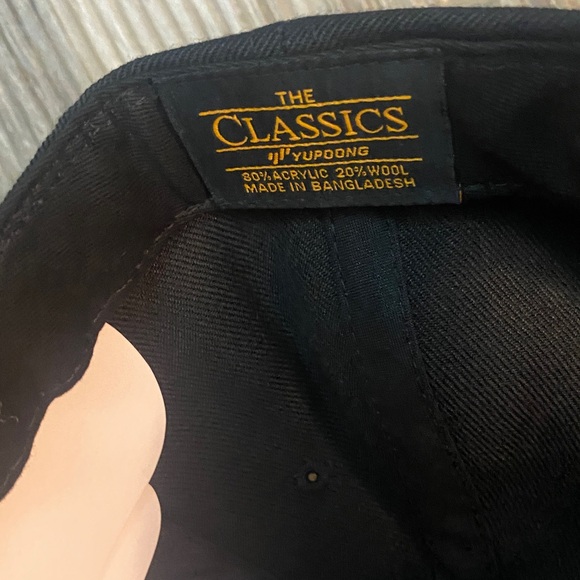 THE
CLASSICS
YUPOONG
80% ACRYLIC 20% WOOL
MADE IN BANGLADESH